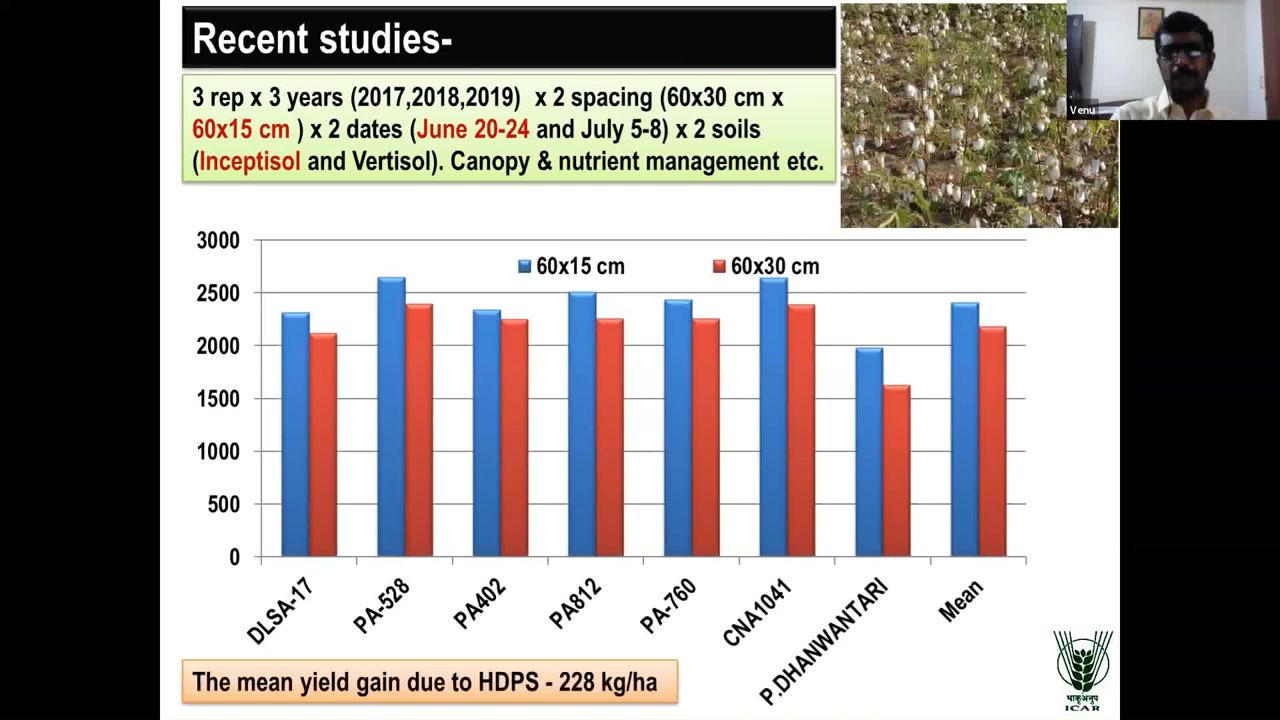 Recent studies-
3 rep x 3 years (2017,2018,2019) x 2 spacing (60x30 cm x
60x15 cm ) x 2 dates (June 20-24 and July 5-8) x 2 soils
(Inceptisol and Vertisol). Canopy & nutrient management etc.
Venu
3000
2500
2000
1500
1000
500
0
60x15 cm
60x30 cm
DLSA-17
PA-528
PA402
PA812
PA-760
CNA1041
P.DHANWANTARI
Mean
The mean yield gain due to HDPS - 228 kg/ha
भाकृअनुप
ICAR